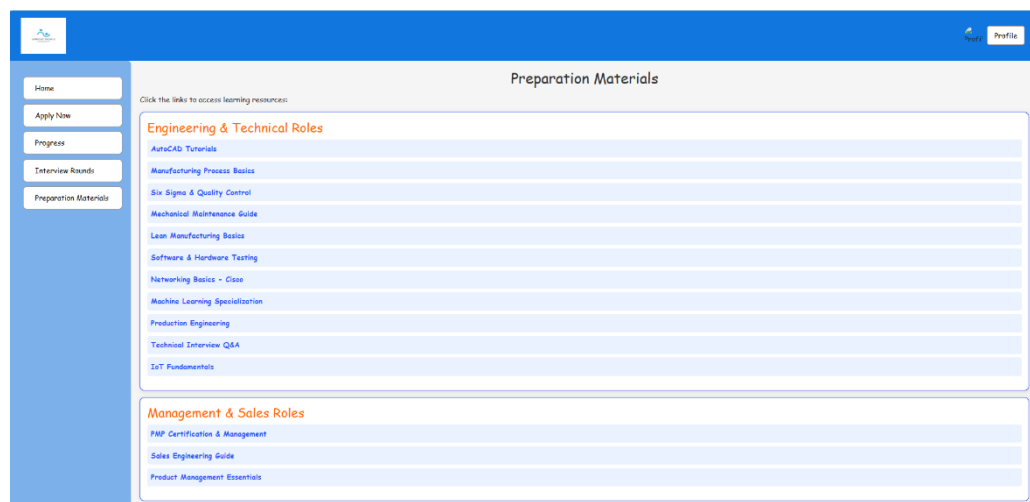 Profile
Home
Apply Now
Progress
Interview Rounds
Preparation Materials
Preparation Materials
Click the links to access learning resources:
Engineering & Technical Roles
AutoCAD Tutorials
Manufacturing Process Basics
Six Sigma & Quality Control
Mechanical Maintenance Guide
Lean Manufacturing Basics
Software & Hardware Testing
Networking Basics - Cisco
Machine Learning Specialization
Production Engineering
Technical Interview Q&A
IoT Fundamentals
Management & Sales Roles
PMP Certification & Management
Sales Engineering Guide
Product Management Essentials